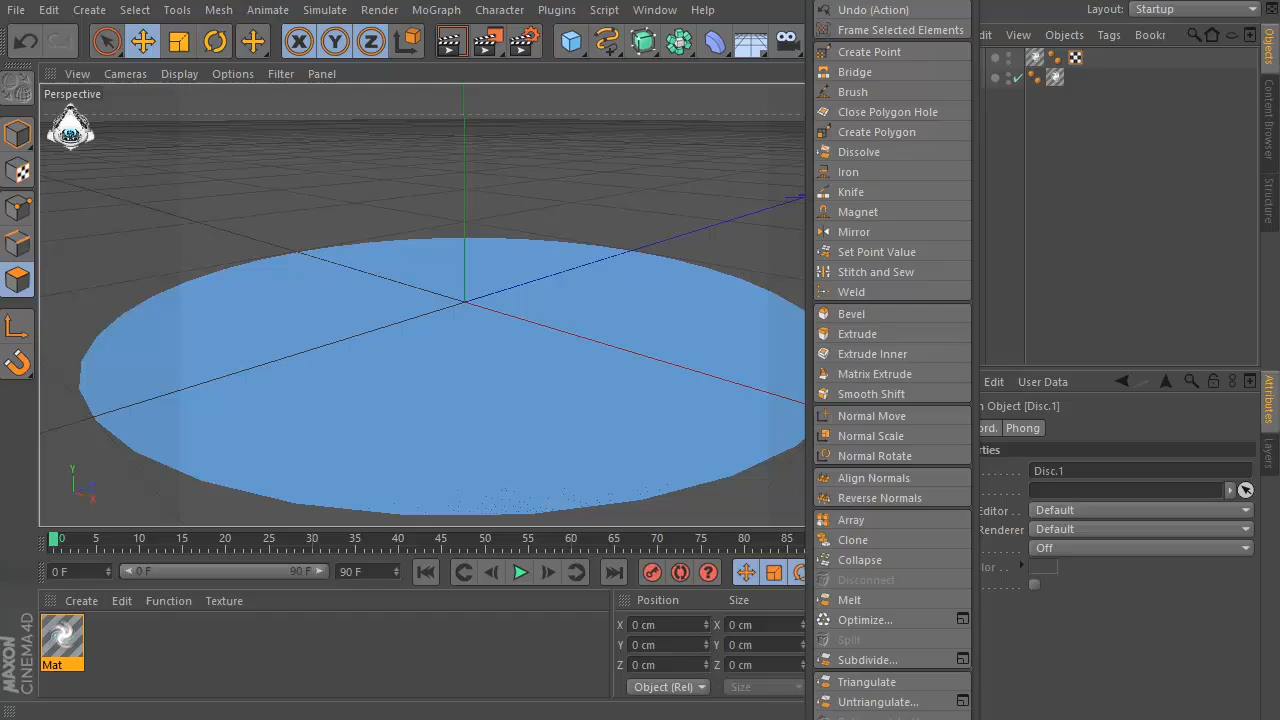 File Edit Create Select Tools Mesh Animate Simulate Render MoGraph Character Plugins Script Window Help
Layout: Startup
View Cameras Display Options Filter Panel
Perspective
Y
X
Undo (Action)
Frame Selected Elements
Create Point
Bridge
Brush
Close Polygon Hole
Create Polygon
Dissolve
Iron
Knife
Magnet
Mirror
Set Point Value
Stitch and Sew
Weld
Bevel
Extrude
Extrude Inner
Matrix Extrude
Smooth Shift
Normal Move
Normal Scale
Normal Rotate
Align Normals
Reverse Normals
Array
Clone
Collapse
Disconnect
Melt
Optimize...
Split
Subdivide...
Triangulate
Untriangulate...
dit View Objects Tags Bookr
Objects
Content Browser
Structure
Edit User Data
n Object [Disc.1]
ord. Phong
rties
Disc.1
Editor . . Default
Renderer Default
Off
lor . .
Attributes
Layers
0 5 10 15 20 25 30 35 40 45 50 55 60 65 70 75 80 85
0 F 0 F 90 F 90 F
Create Edit Function Texture
Mat
Position Size
X 0 cm X 0 cm
Y 0 cm Y 0 cm
Z 0 cm Z 0 cm
Object (Rel) Size
MAXON
CINEMA 4D